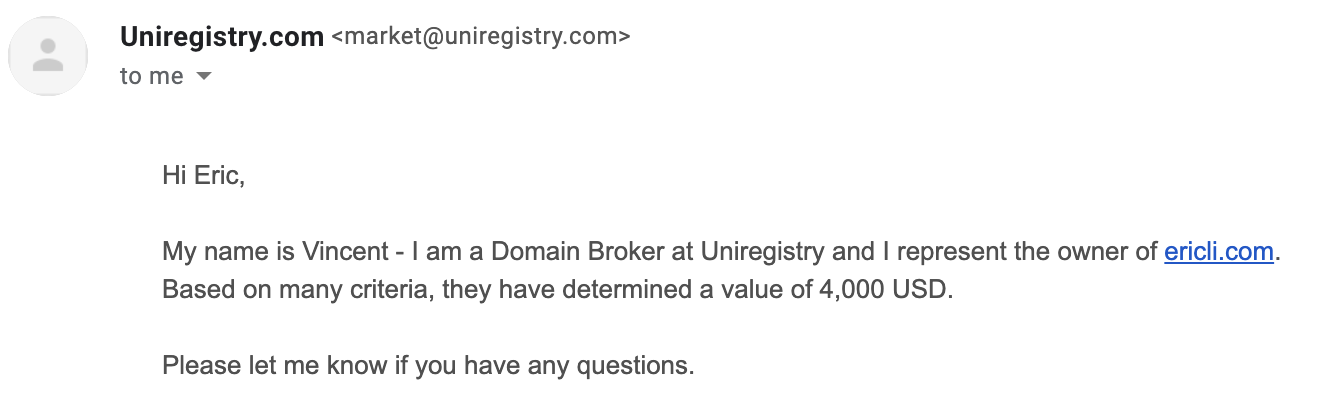 Uniregistry.com <market@uniregistry.com>
to me
Hi Eric,
My name is Vincent - I am a Domain Broker at Uniregistry and I represent the owner of ericli.com.
Based on many criteria, they have determined a value of 4,000 USD.
Please let me know if you have any questions.